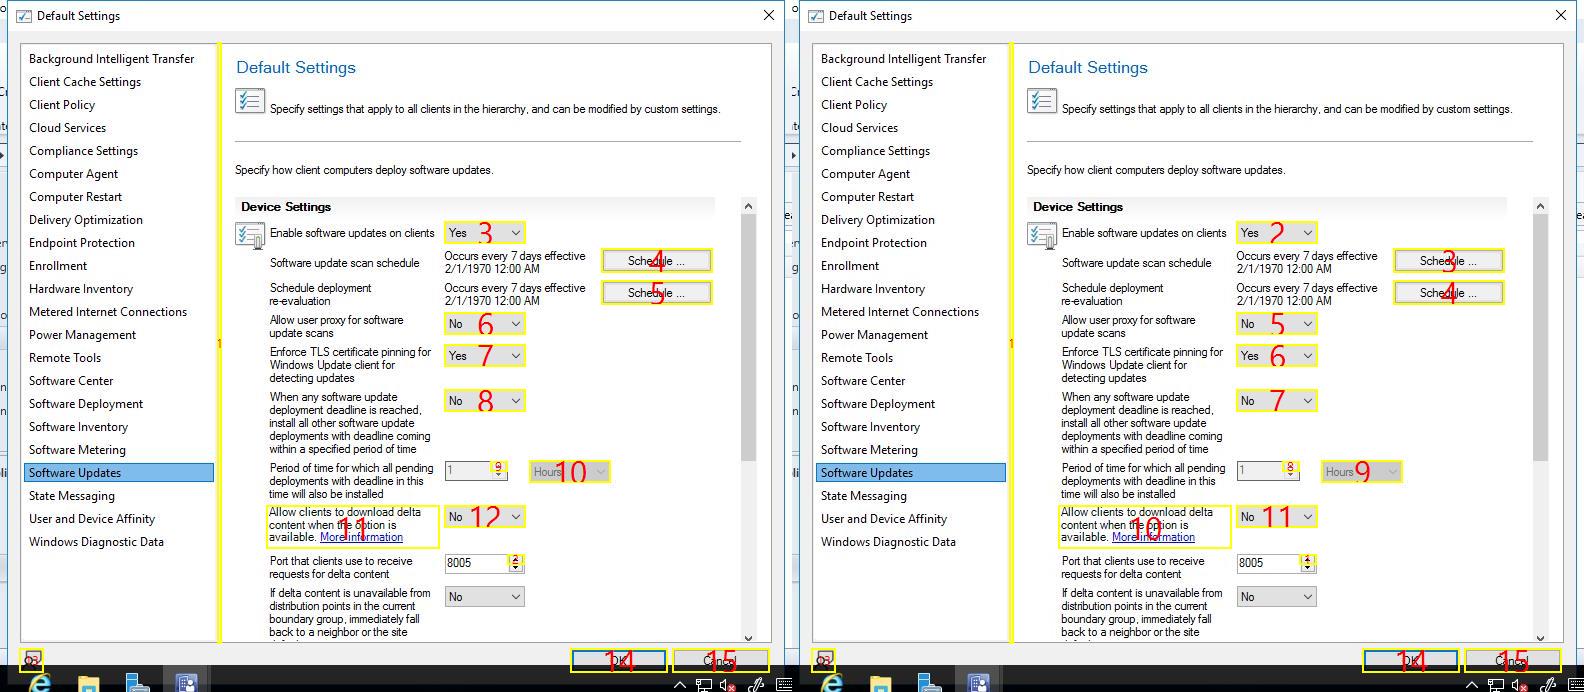 Default Settings
Background Intelligent Transfer
Client Cache Settings
Client Policy
Cloud Services
Compliance Settings
Computer Agent
Computer Restart
Delivery Optimization
Endpoint Protection
Enrollment
Hardware Inventory
Metered Internet Connections
Power Management
Remote Tools
Software Center
Software Deployment
Software Inventory
Software Metering
Software Updates
State Messaging
User and Device Affinity
Windows Diagnostic Data
1
Default Settings
Specify settings that apply to all clients in the hierarchy, and can be modified by custom settings.
Specify how client computers deploy software updates.
Device Settings
Enable software updates on clients Yes 3
Software update scan schedule
Occurs every 7 days effective
2/1/1970 12:00 AM
Schedule ... 4
Schedule deployment
re-evaluation
Occurs every 7 days effective
2/1/1970 12:00 AM
Schedule ... 5
Allow user proxy for software
update scans
No 6
Enforce TLS certificate pinning for
Windows Update client for
detecting updates
Yes 7
When any software update
deployment deadline is reached,
install all other software update
deployments with deadline coming
within a specified period of time
No 8
Period of time for which all pending
deployments with deadline in this
time will also be installed
1 9 Hours 10
Allow clients to download delta
content when the option is
available. More information
11
No 12
Port that clients use to receive
requests for delta content
8005
If delta content is unavailable from
distribution points in the current
boundary group, immediately fall
back to a neighbor or the site
No
OK 14
Cancel 15
Default Settings
Background Intelligent Transfer
Client Cache Settings
Client Policy
Cloud Services
Compliance Settings
Computer Agent
Computer Restart
Delivery Optimization
Endpoint Protection
Enrollment
Hardware Inventory
Metered Internet Connections
Power Management
Remote Tools
Software Center
Software Deployment
Software Inventory
Software Metering
Software Updates
State Messaging
User and Device Affinity
Windows Diagnostic Data
1
Default Settings
Specify settings that apply to all clients in the hierarchy, and can be modified by custom settings.
Specify how client computers deploy software updates.
Device Settings
Enable software updates on clients Yes 2
Software update scan schedule
Occurs every 7 days effective
2/1/1970 12:00 AM
Schedule ... 3
Schedule deployment
re-evaluation
Occurs every 7 days effective
2/1/1970 12:00 AM
Schedule ... 4
Allow user proxy for software
update scans
No 5
Enforce TLS certificate pinning for
Windows Update client for
detecting updates
Yes 6
When any software update
deployment deadline is reached,
install all other software update
deployments with deadline coming
within a specified period of time
No 7
Period of time for which all pending
deployments with deadline in this
time will also be installed
1 8 Hours 9
Allow clients to download delta
content when the option is
available. More information
10
No 11
Port that clients use to receive
requests for delta content
8005
If delta content is unavailable from
distribution points in the current
boundary group, immediately fall
back to a neighbor or the site
No
OK 14
Cancel 15